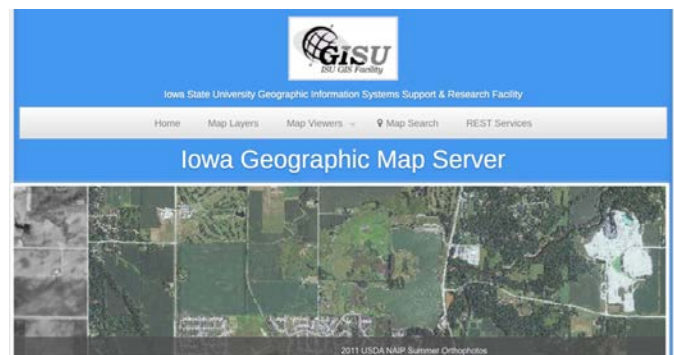 GISU
ISU GIS Facility
Iowa State University Geographic Information Systems Support & Research Facility
Home Map Layers Map Viewers Map Search REST Services
Iowa Geographic Map Server
2011 USDA NAIP Summer Orthophotos